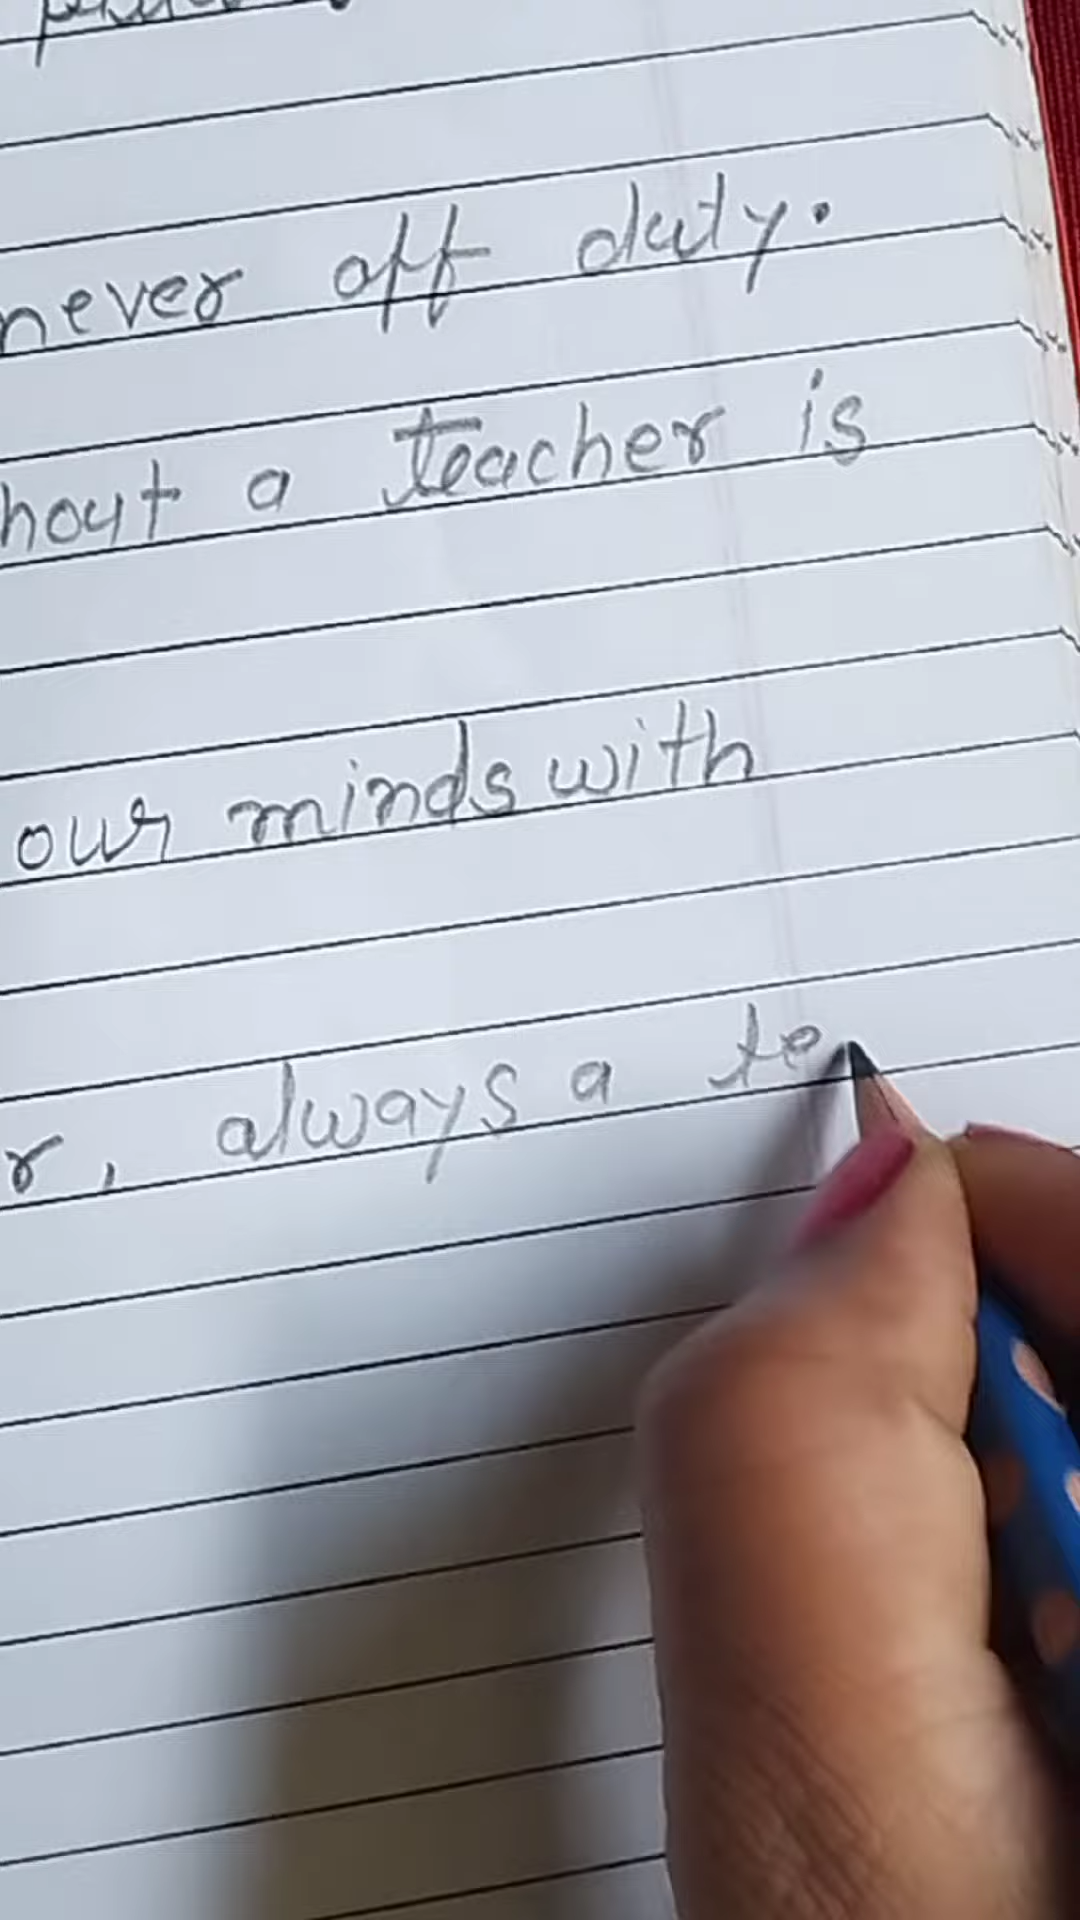 never off duty.
hout a teacher is
our minds with
r, always a te